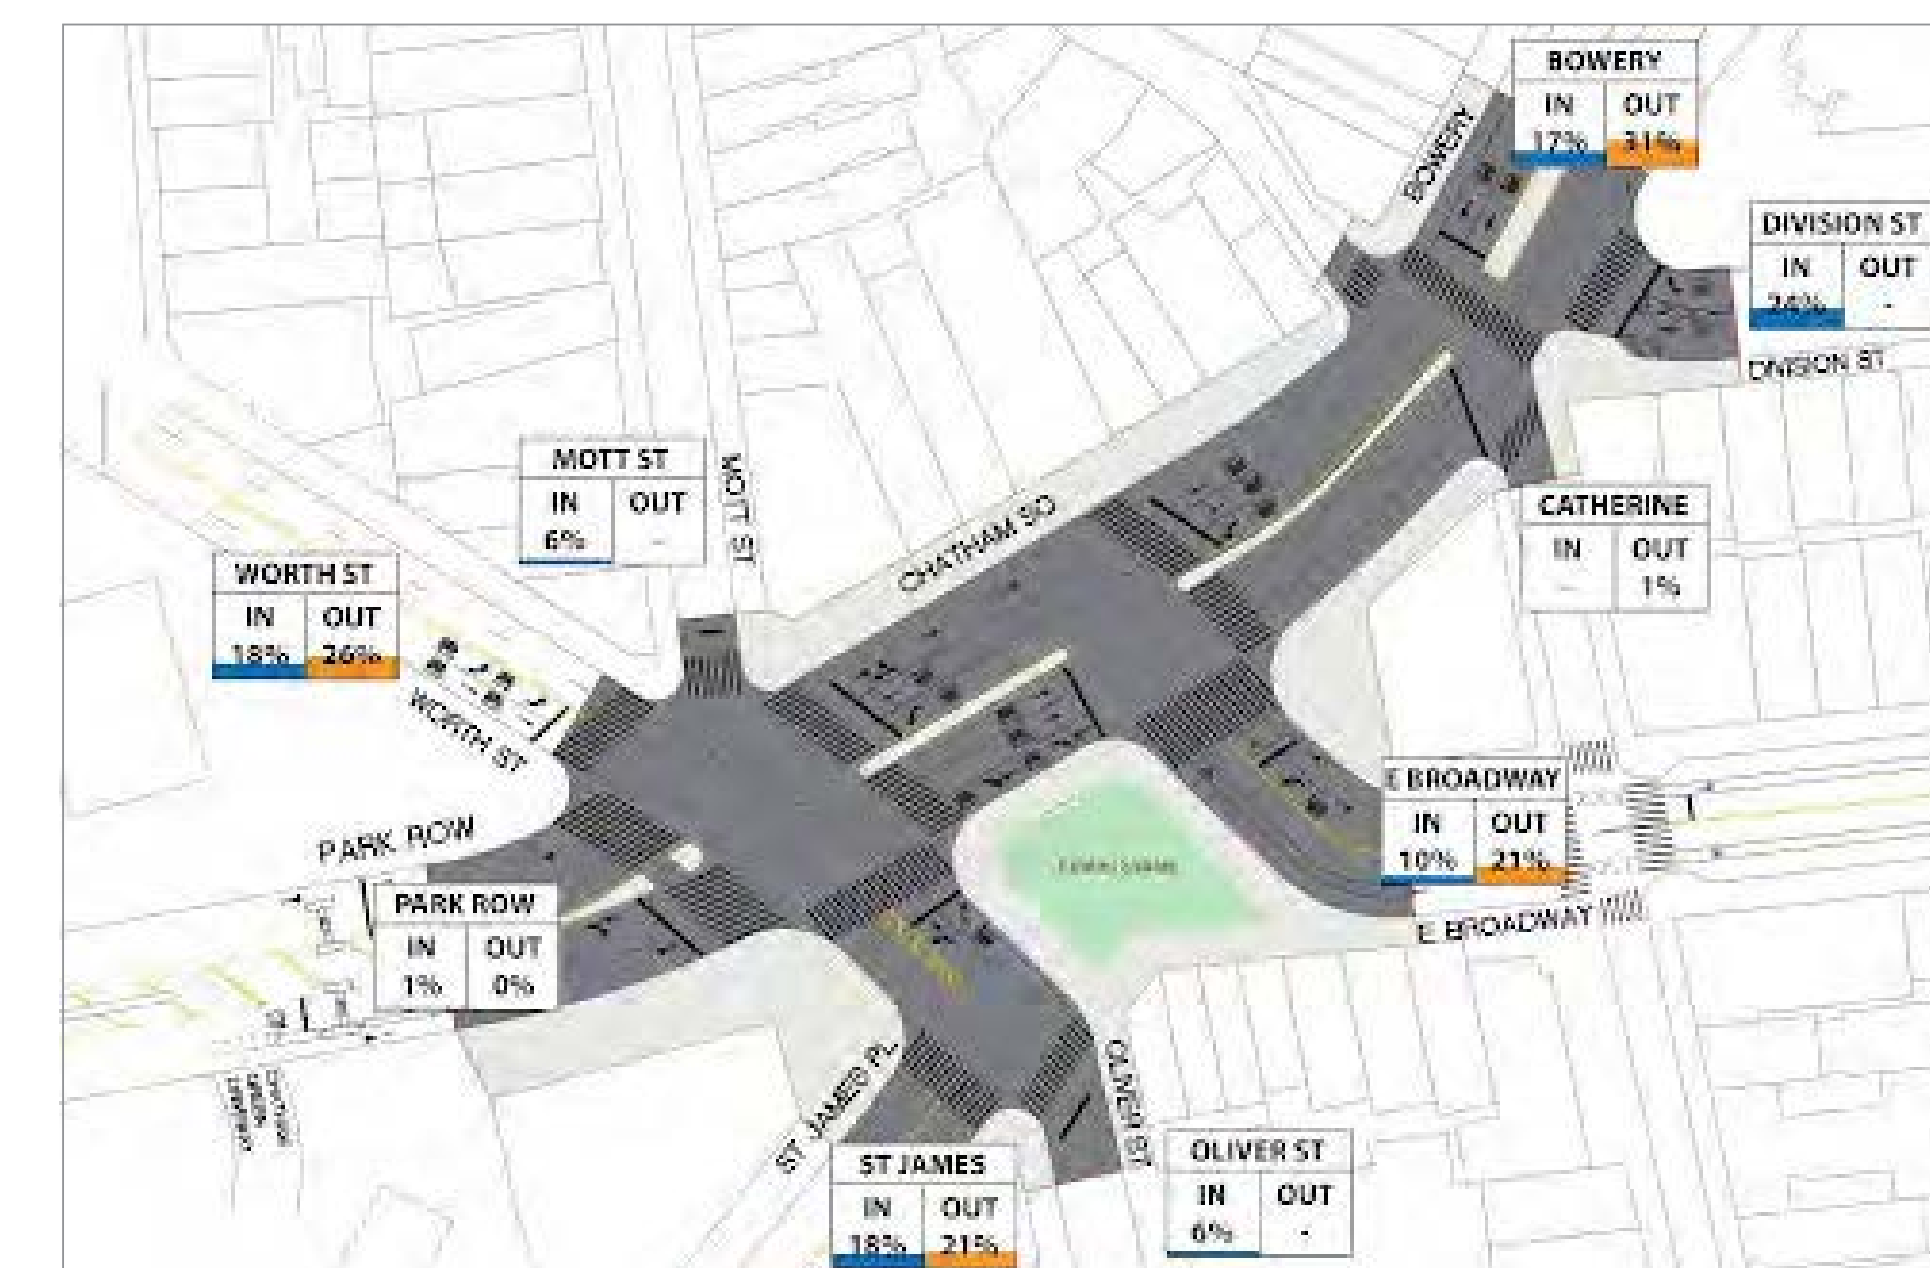 BOWERY
IN OUT
17% 31%
BOWERY
DIVISION ST
IN OUT
24% -
DIVISION ST
MOTT ST
IN OUT
6% -
MOTT ST
CHATHAM SQ
CATHERINE
IN OUT
- 1%
WORTH ST
IN OUT
18% 26%
WORTH ST
E BROADWAY
IN OUT
10% 21%
E BROADWAY
PARK ROW
PARK ROW
IN OUT
1% 0%
ST JAMES PL
OLIVER ST
ST JAMES
IN OUT
18% 21%
OLIVER ST
IN OUT
6% -